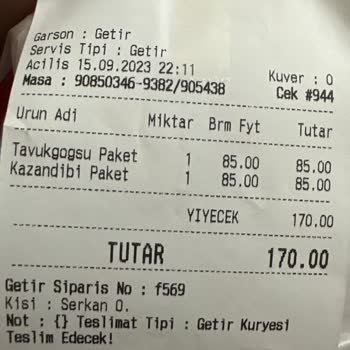 Garson : Getir
Servis Tipi : Getir
Acilis 15.09.2023 22:11 Kuver : 0
Masa : 90850346-9382/905438 Cek #944
Urun Adi Miktar Brm Fyt Tutar
Tavukgogsu Paket 1 85.00 85.00
Kazandibi Paket 1 85.00 85.00
YIYECEK 170.00
TUTAR 170.00
Getir Siparis No : f569
Kisi : Serkan O.
Not : {} Teslimat Tipi : Getir Kuryesi
Teslim Edecek!